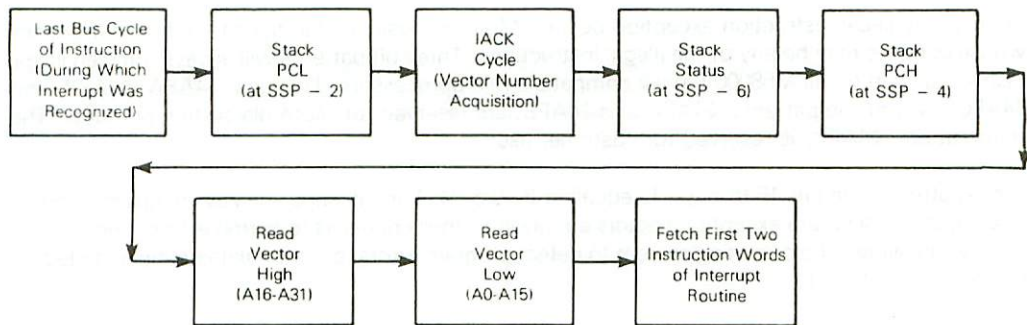 Last Bus Cycle
of Instruction
(During Which
Interrupt Was
Recognized)
Stack
PCL
(at SSP – 2)
IACK
Cycle
(Vector Number
Acquisition)
Stack
Status
(at SSP – 6)
Stack
PCH
(at SSP – 4)
Read
Vector
High
(A16-A31)
Read
Vector
Low
(A0-A15)
Fetch First Two
Instruction Words
of Interrupt
Routine